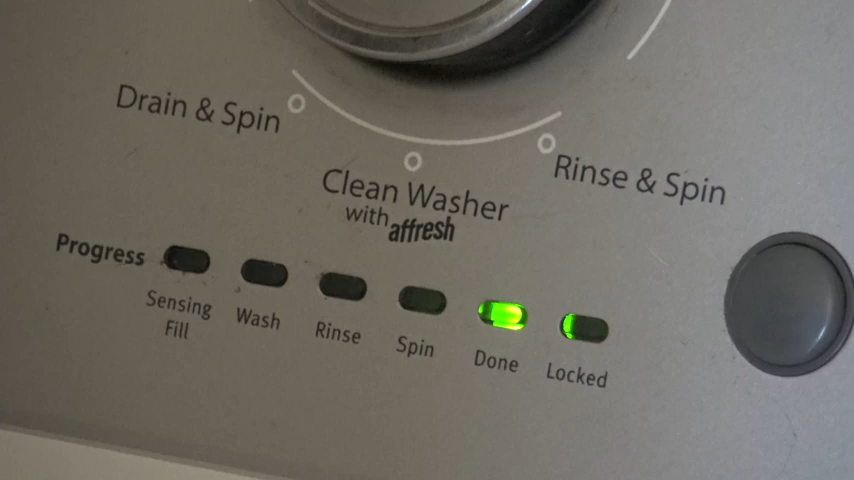 Drain & Spin
Clean Washer
with affresh
Rinse & Spin
Progress
Sensing
Fill
Wash
Rinse
Spin
Done
Locked